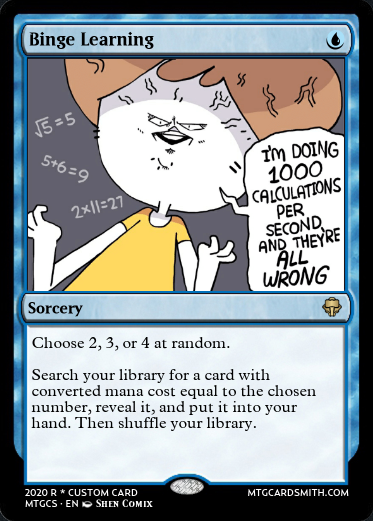 Binge Learning
√5=5
5+6=9
2x11=27
I'M DOING
1000
CALCULATIONS
PER
SECOND,
AND THEY'RE
ALL
WRONG
Sorcery
Choose 2, 3, or 4 at random.
Search your library for a card with
converted mana cost equal to the chosen
number, reveal it, and put it into your
hand. Then shuffle your library.
2020 R * CUSTOM CARD
MTGCS · EN SHEN COMIX
MTGCARDSMITH.COM